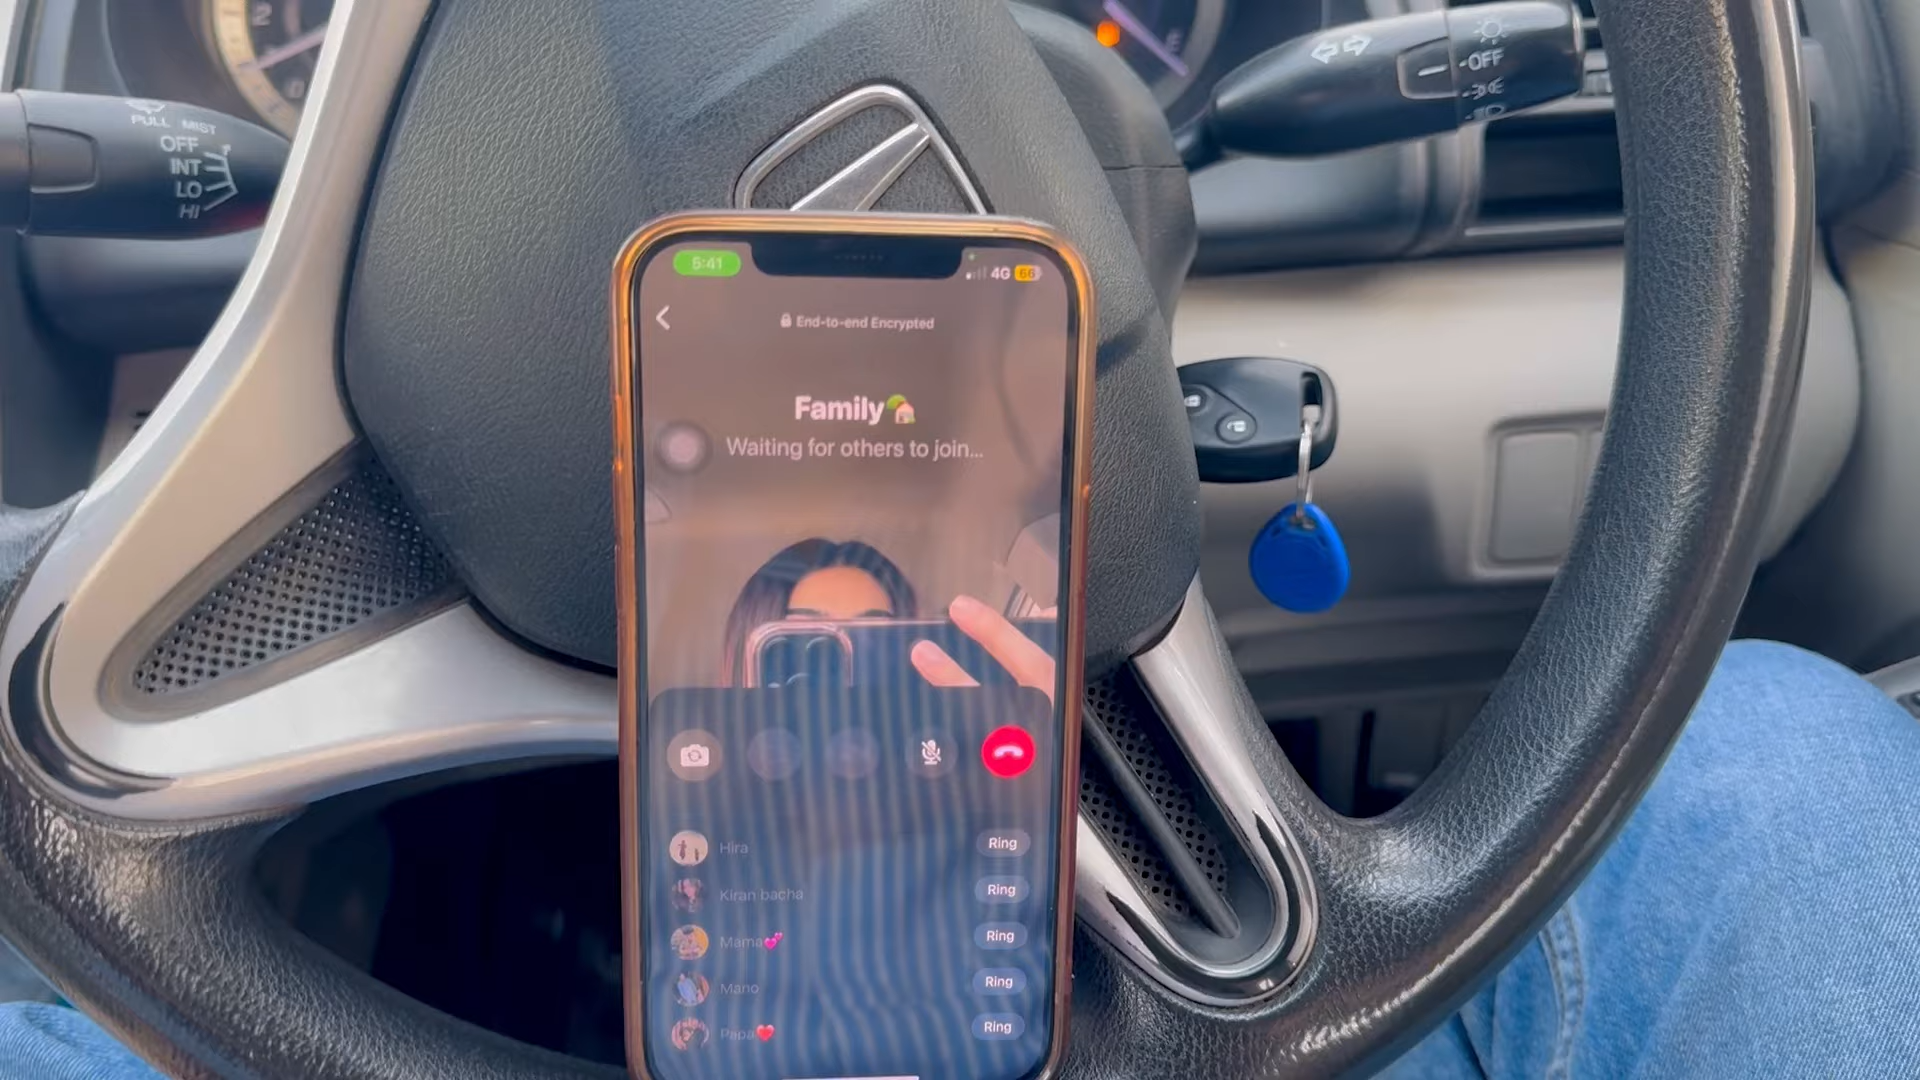 PULL MIST
OFF
INT
LO
HI
-OFF
5:41
4G 66
End-to-end Encrypted
Family🏡
Waiting for others to join...
Hira Ring
Kiran bacha Ring
Mama💕 Ring
Mano Ring
Papa❤️ Ring